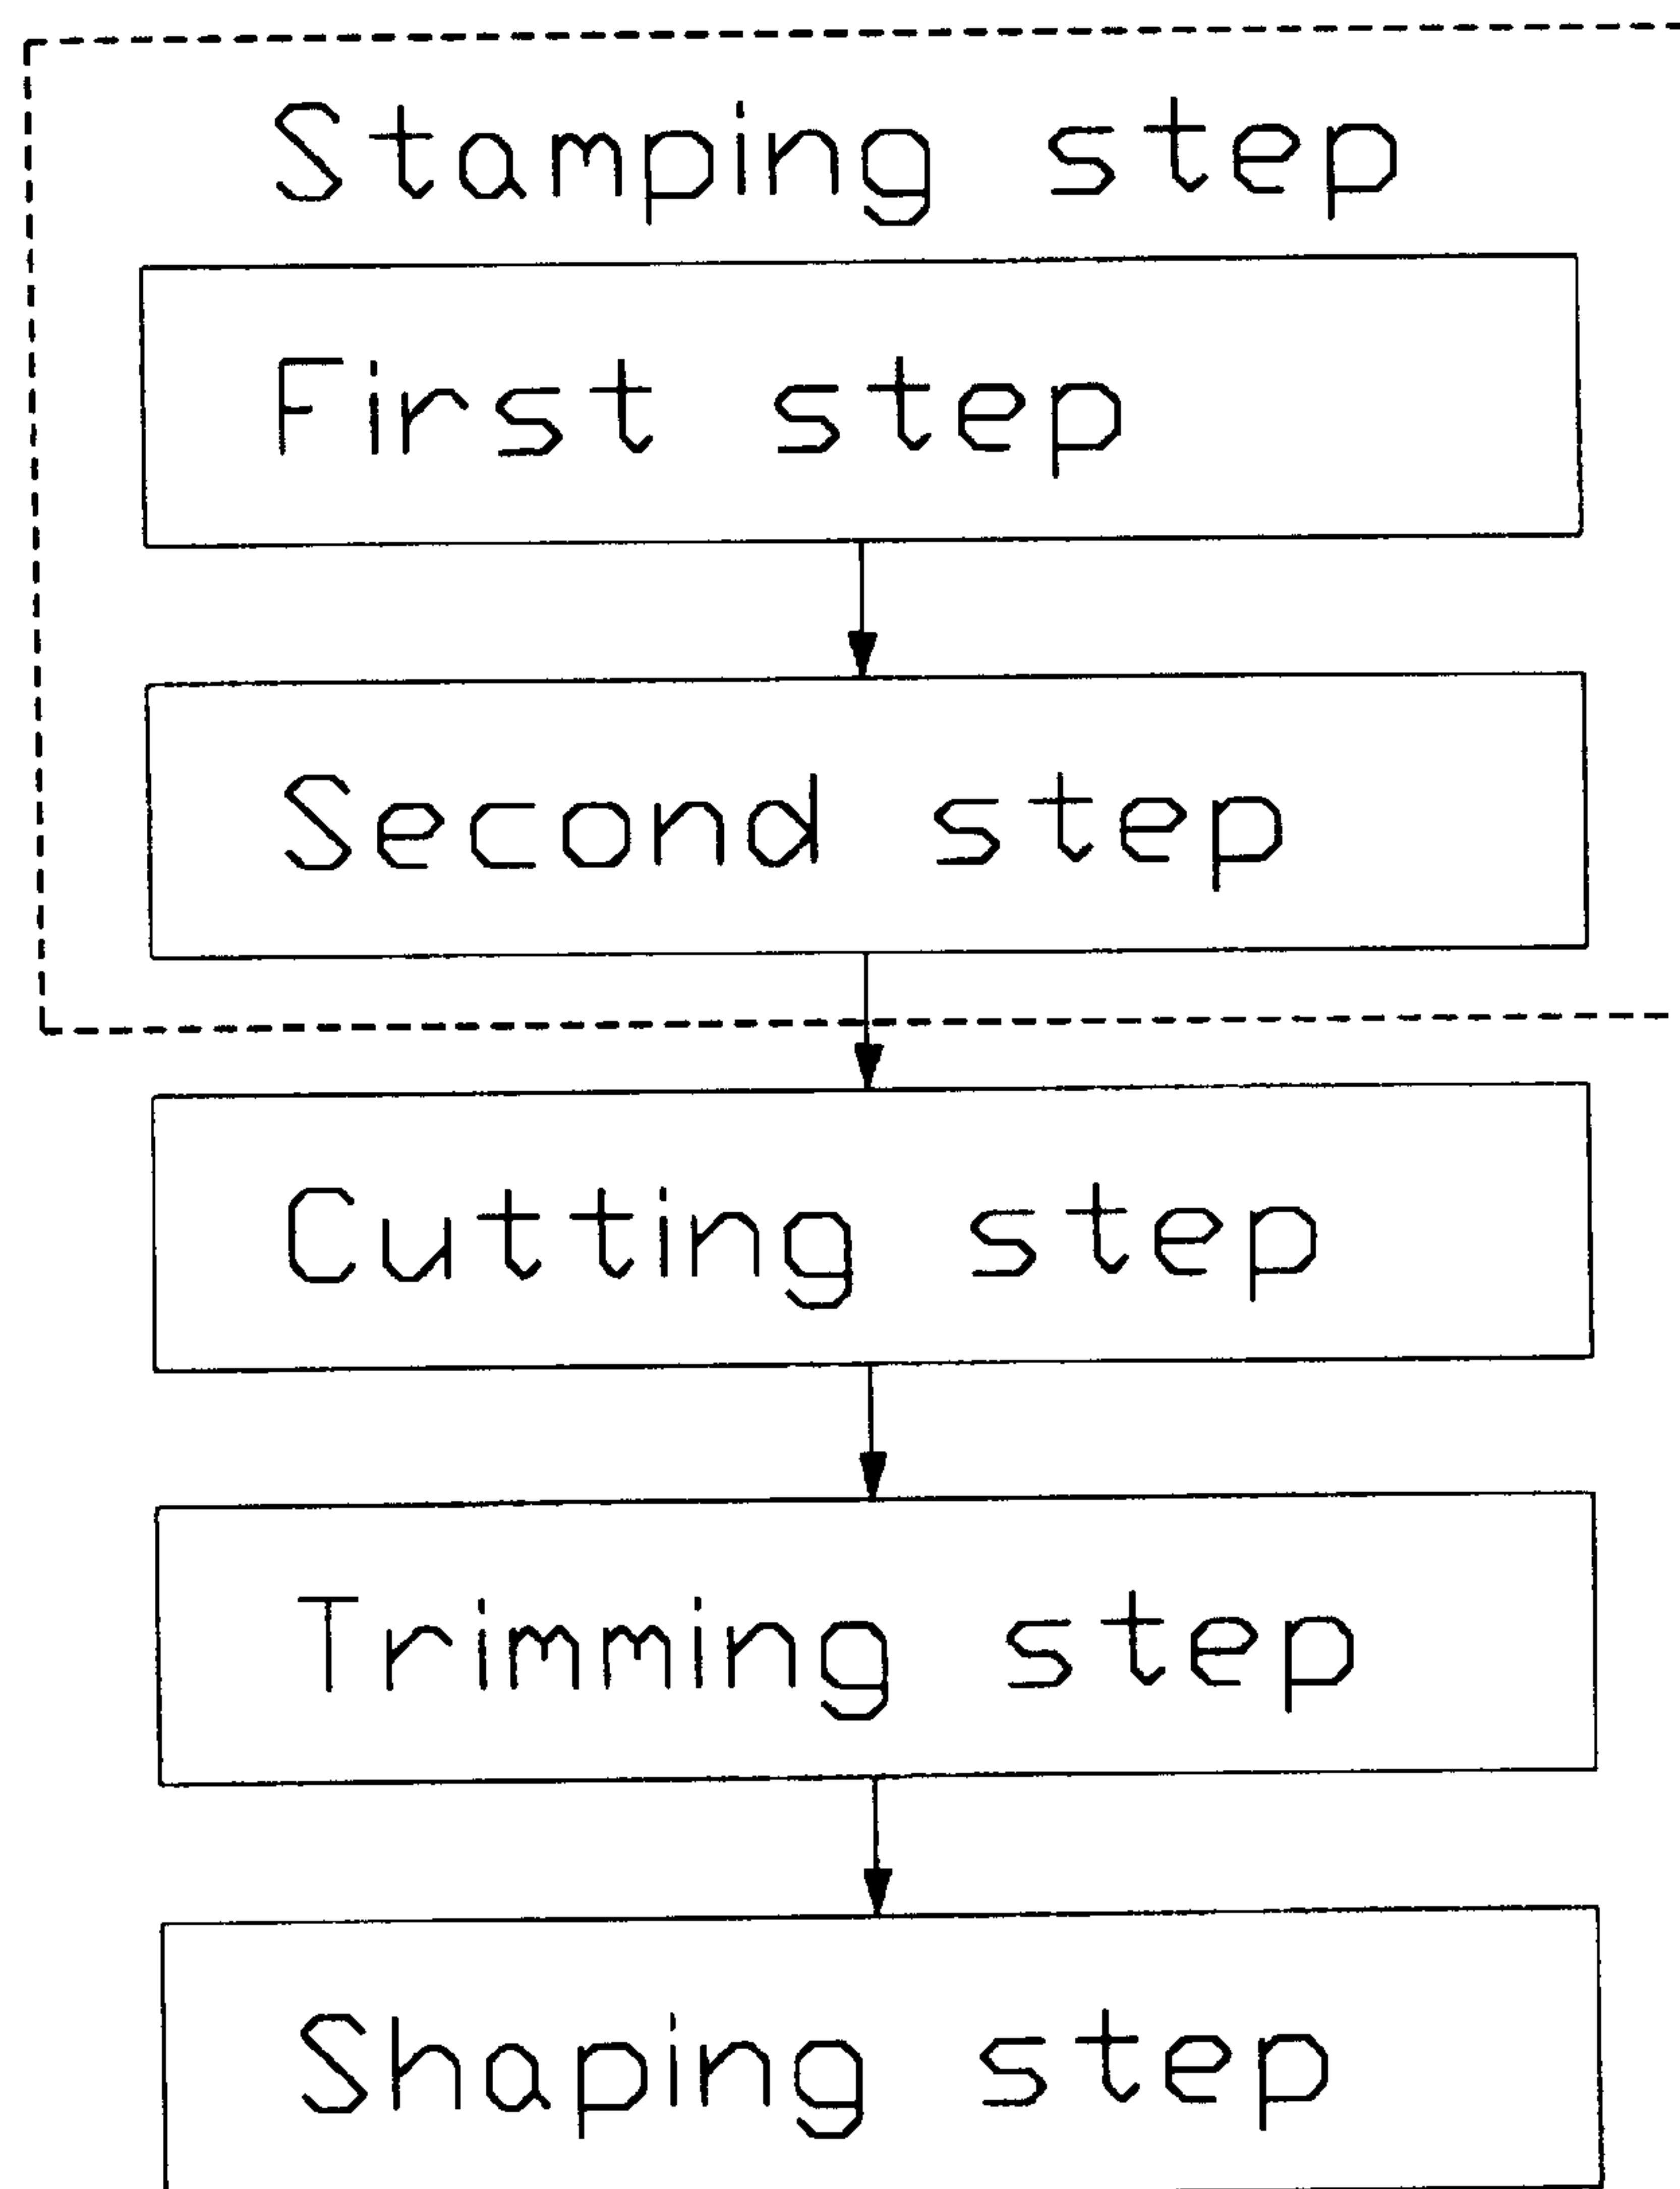 Stamping step
First step
Second step
Cutting step
Trimming step
Shaping step